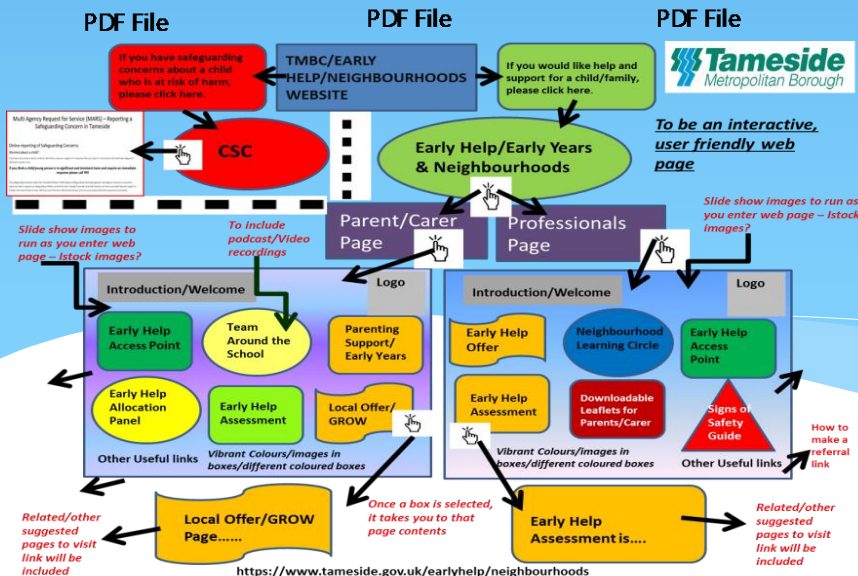 PDF File
PDF File
PDF File
If you have safeguarding
concerns about a child
who is at risk of harm,
please click here.
TMBC/EARLY
HELP/NEIGHBOURHOODS
WEBSITE
If you would like help and
support for a child/family,
please click here.
Tameside
Metropolitan Borough
Multi Agency Request for Service (MARS) – Reporting a
Safeguarding Concern in Tameside
Online reporting of Safeguarding Concerns
CSC
Early Help/Early Years
& Neighbourhoods
To be an interactive,
user friendly web
page
Parent/Carer
Page
Professionals
Page
Slide show images to
run as you enter web
page – Istock images?
To include
podcast/Video
recordings
Slide show images to run as
you enter web page – Istock
images?
Introduction/Welcome
Logo
Early Help
Access Point
Team
Around the
School
Parenting
Support/
Early Years
Early Help
Allocation
Panel
Early Help
Assessment
Local Offer/
GROW
Other Useful links
Vibrant Colours/images in
boxes/different coloured boxes
Introduction/Welcome
Logo
Early Help
Offer
Neighbourhood
Learning Circle
Early Help
Access
Point
Early Help
Assessment
Downloadable
Leaflets for
Parents/Carer
Signs of
Safety
Guide
Vibrant Colours/images in
boxes/different coloured boxes
Other Useful links
How to
make a
referral
link
Related/other
suggested
pages to visit
link will be
included
Local Offer/GROW
Page......
Once a box is selected,
it takes you to that
page contents
Early Help
Assessment is....
Related/other
suggested
pages to visit
link will be
included
https://www.tameside.gov.uk/earlyhelp/neighbourhoods